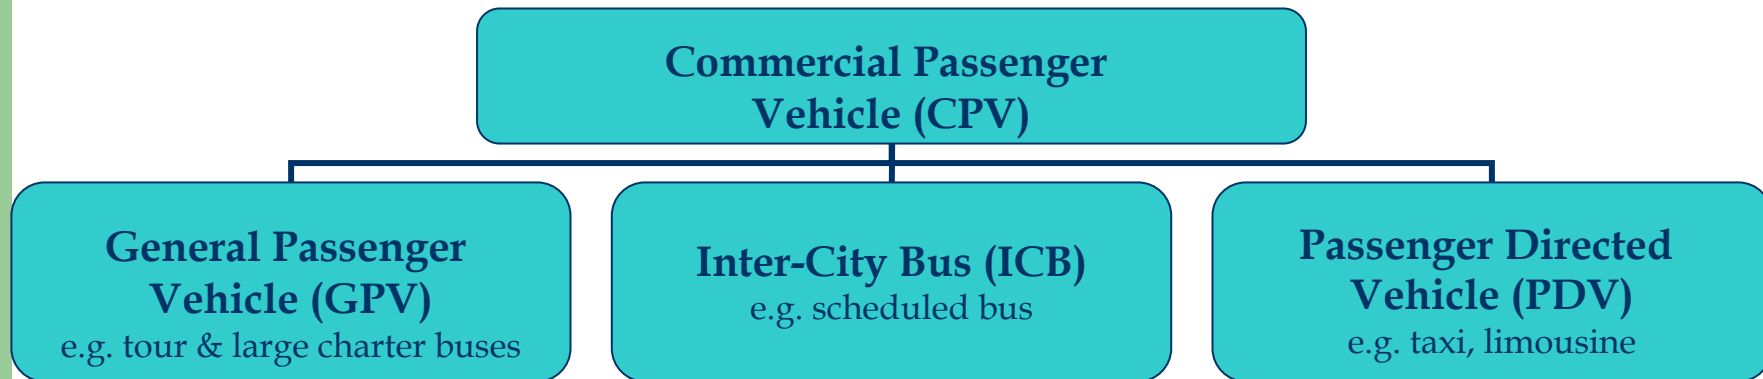 Commercial Passenger
Vehicle (CPV)
General Passenger
Vehicle (GPV)
e.g. tour & large charter buses
Inter-City Bus (ICB)
e.g. scheduled bus
Passenger Directed
Vehicle (PDV)
e.g. taxi, limousine